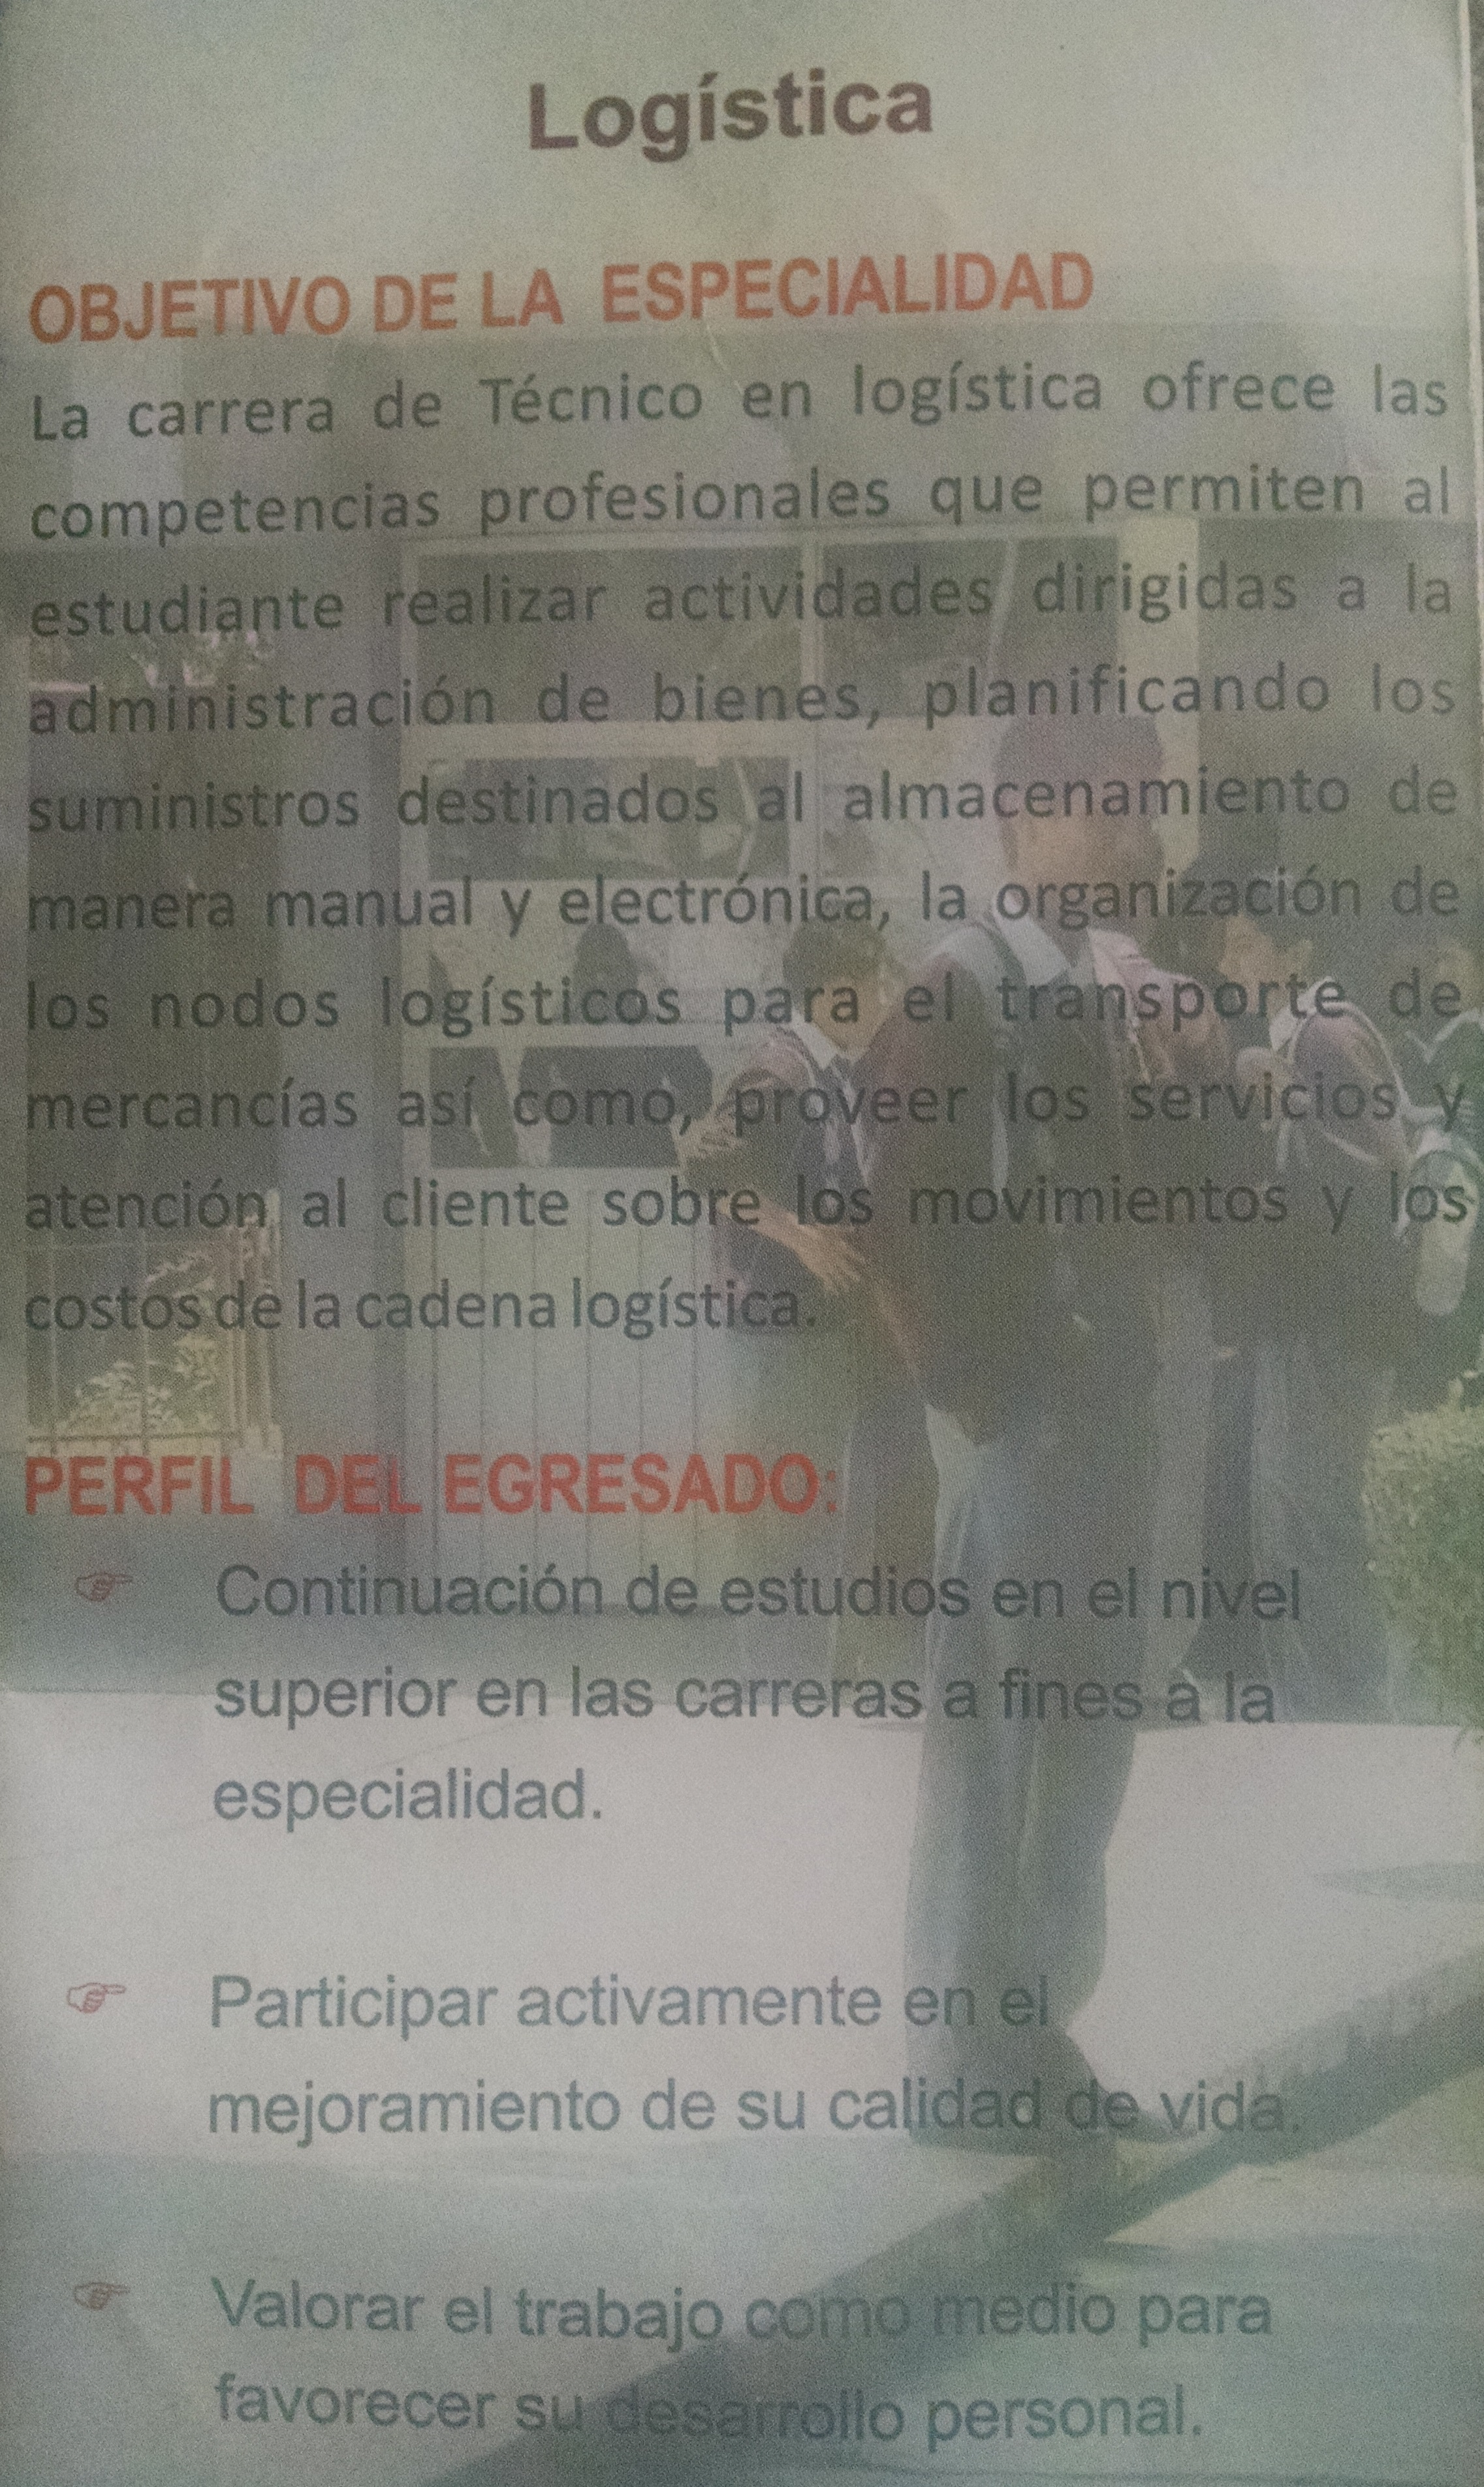 Logística
OBJETIVO DE LA ESPECIALIDAD
La carrera de Técnico en logística ofrece las
competencias profesionales que permiten al
estudiante realizar actividades dirigidas a la
administración de bienes, planificando los
suministros destinados al almacenamiento de
manera manual y electrónica, la organización de
los nodos logísticos para el transporte de
mercancías así como, proveer los servicios y
atención al cliente sobre los movimientos y los
costos de la cadena logística.
PERFIL DEL EGRESADO:
Continuación de estudios en el nivel
superior en las carreras a fines a la
especialidad.
Participar activamente en el
mejoramiento de su calidad de vida.
Valorar el trabajo como medio para
favorecer su desarrollo personal.